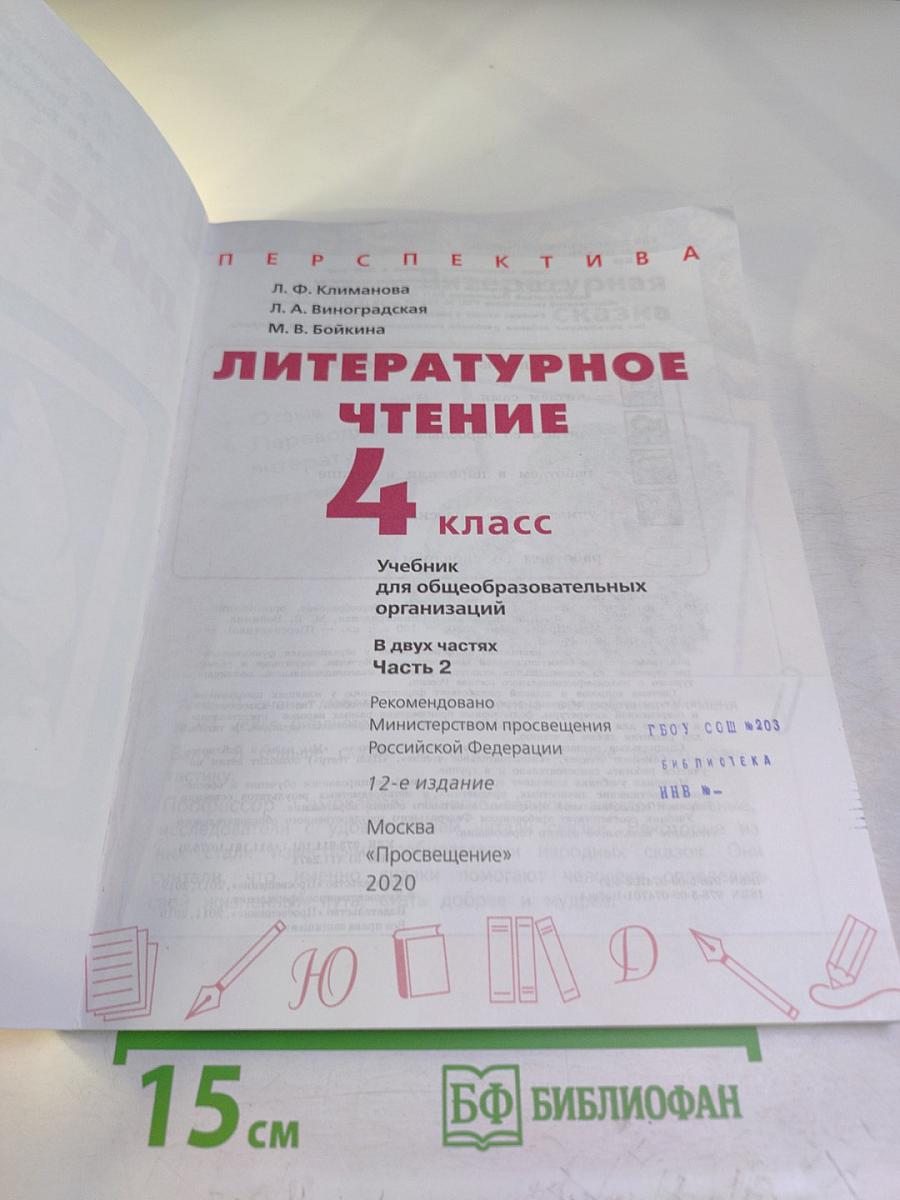 ПЕРСПЕКТИВА
Л. Ф. Климанова
Л. А. Виноградская
М. В. Бойкина
ЛИТЕРАТУРНОЕ
ЧТЕНИЕ
4 класс
Учебник
для общеобразовательных
организаций
В двух частях
Часть 2
Рекомендовано
Министерством просвещения
Российской Федерации
ГБОУ СОШ №203
БИБЛИОТЕКА
ИНВ №—
12-е издание
Москва
«Просвещение»
2020
Ю
Д
15 см
БФ БИБЛИОФАН